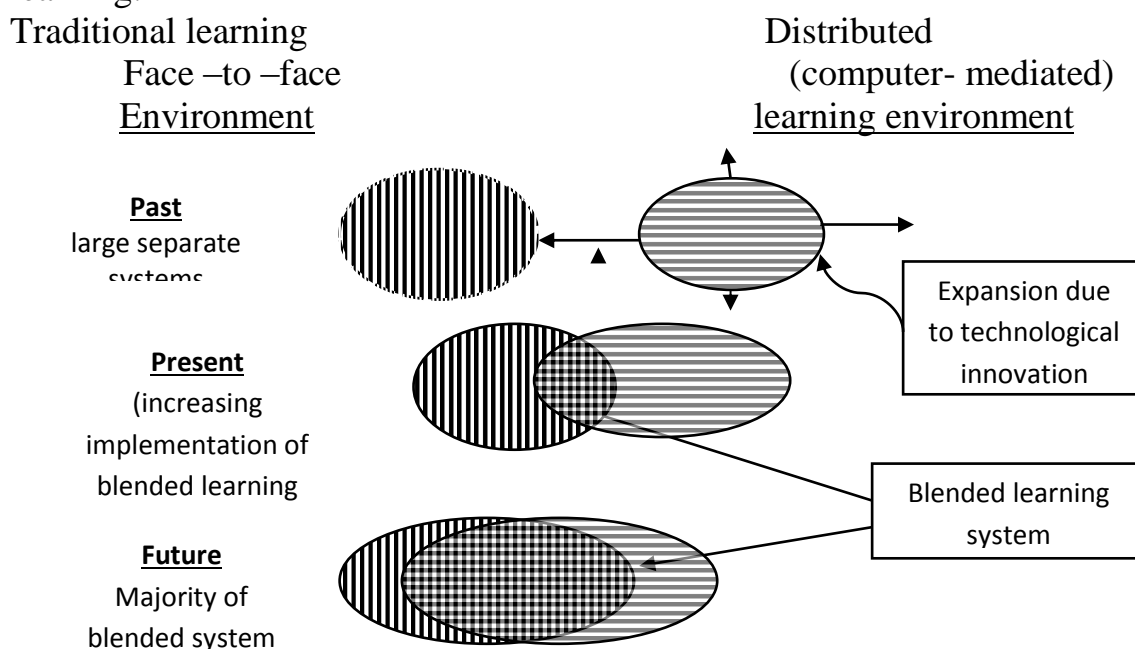 Traditional learning
Face –to –face
Environment
Distributed
(computer- mediated)
learning environment
Past
large separate
systems
Expansion due
to technological
innovation
Present
(increasing
implementation of
blended learning
Blended learning
system
Future
Majority of
blended system